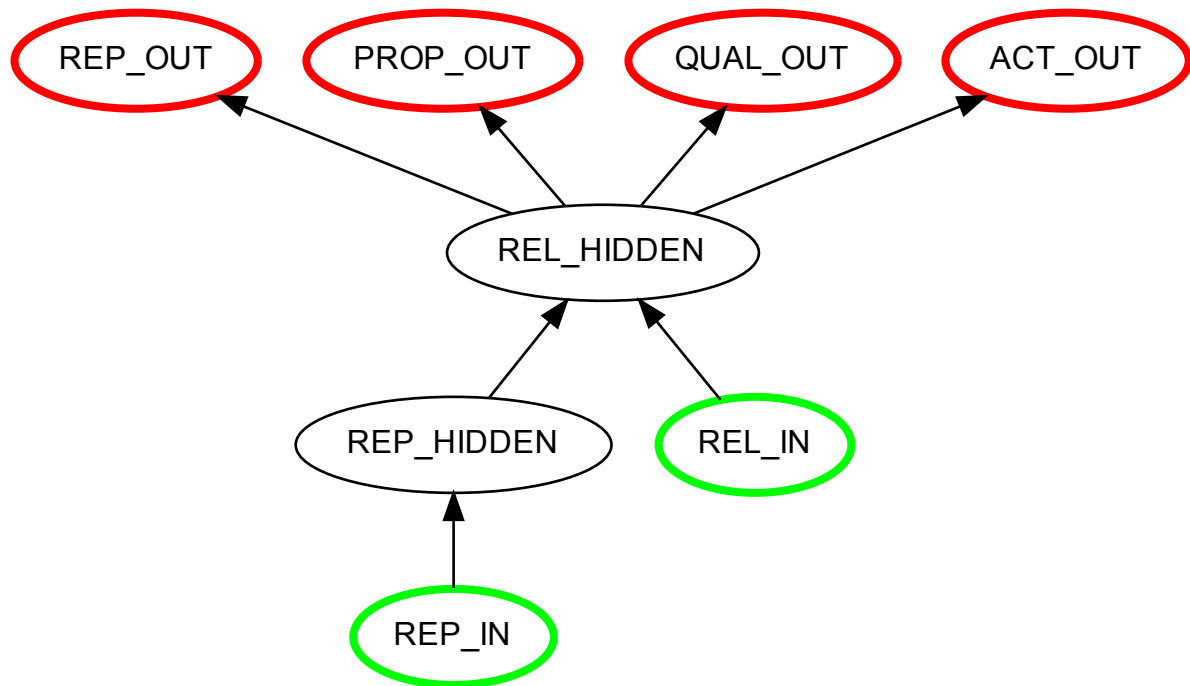 REP_OUT
PROP_OUT
QUAL_OUT
ACT_OUT
REL_HIDDEN
REP_HIDDEN
REL_IN
REP_IN